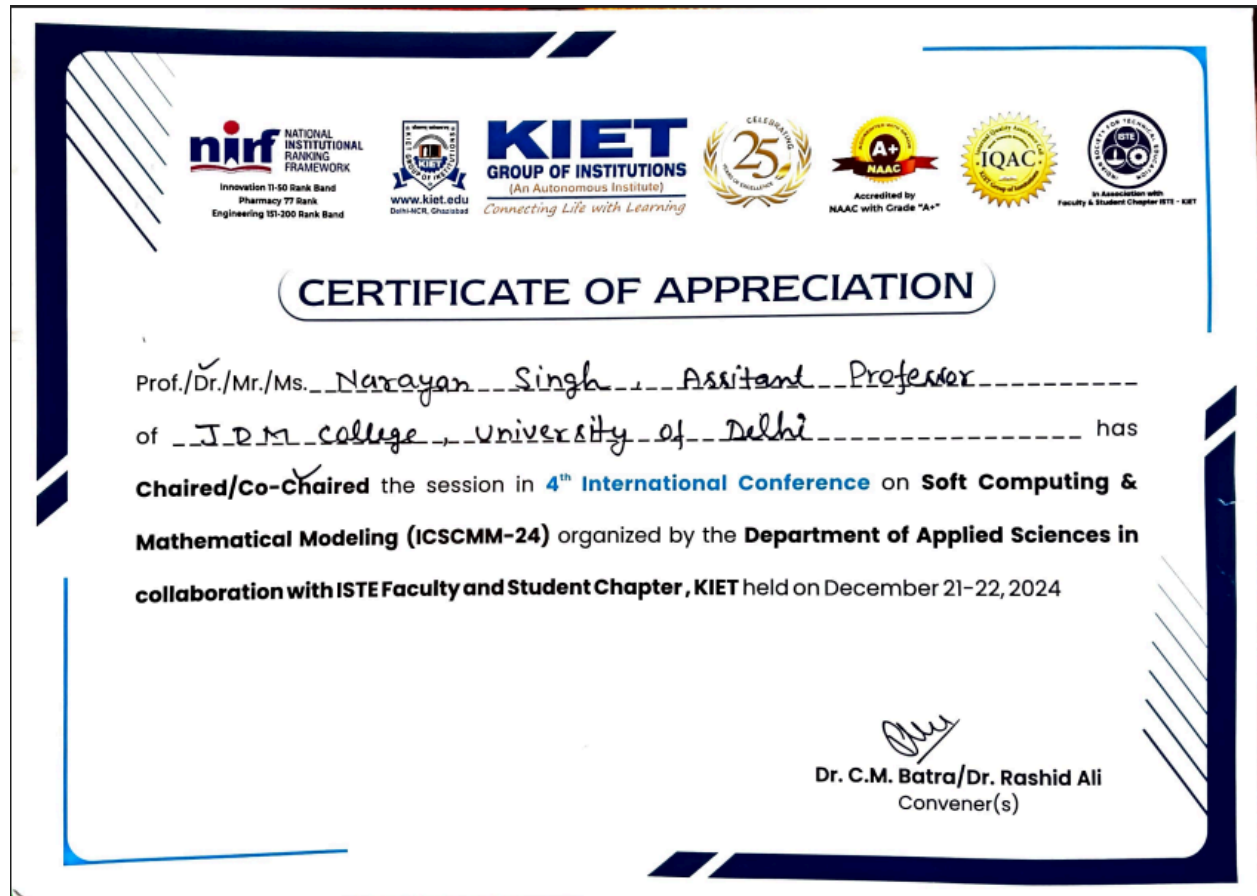 nirf NATIONAL INSTITUTIONAL RANKING FRAMEWORK
Innovation 11-50 Rank Band
Pharmacy 77 Rank
Engineering 151-200 Rank Band
KIET
www.kiet.edu
Delhi-NCR, Ghaziabad
KIET
GROUP OF INSTITUTIONS
(An Autonomous Institute)
Connecting Life with Learning
CELEBRATING
25
YEARS OF EXCELLENCE
A+
NAAC
Accredited by
NAAC with Grade "A+"
IQAC
ISTE
In Association with
Faculty & Student Chapter ISTE - KIET
CERTIFICATE OF APPRECIATION
Prof./Dr./Mr./Ms. Narayan Singh, Assitant Professor
of JDM College, University of Delhi has
Chaired/Co-Chaired the session in 4th International Conference on Soft Computing &
Mathematical Modeling (ICSCMM-24) organized by the Department of Applied Sciences in
collaboration with ISTE Faculty and Student Chapter, KIET held on December 21-22, 2024
Dr. C.M. Batra/Dr. Rashid Ali
Convener(s)